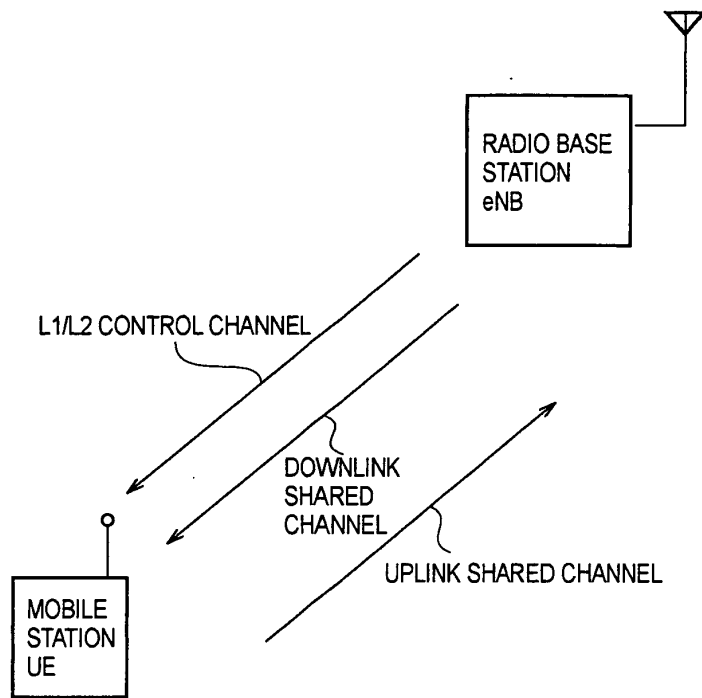 RADIO BASE
STATION
eNB
L1/L2 CONTROL CHANNEL
DOWNLINK
SHARED
CHANNEL
UPLINK SHARED CHANNEL
MOBILE
STATION
UE